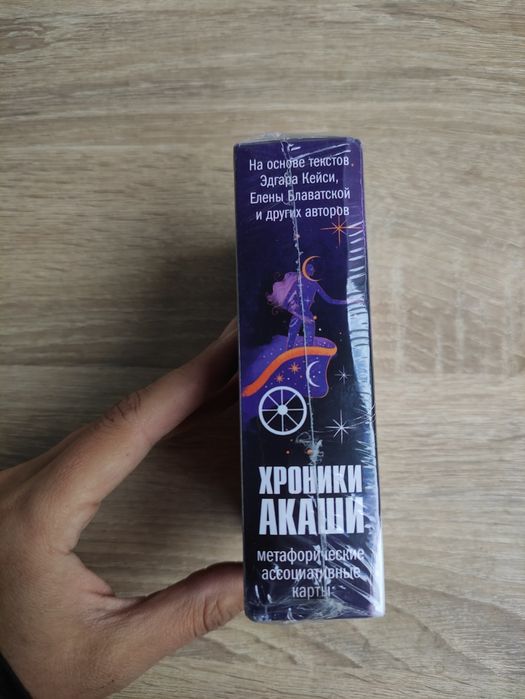 На основе текстов
Эдгара Кейси,
Елены Блаватской
и других авторов
ХРОНИКИ
АКАШИ
метафорические
ассоциативные
карты